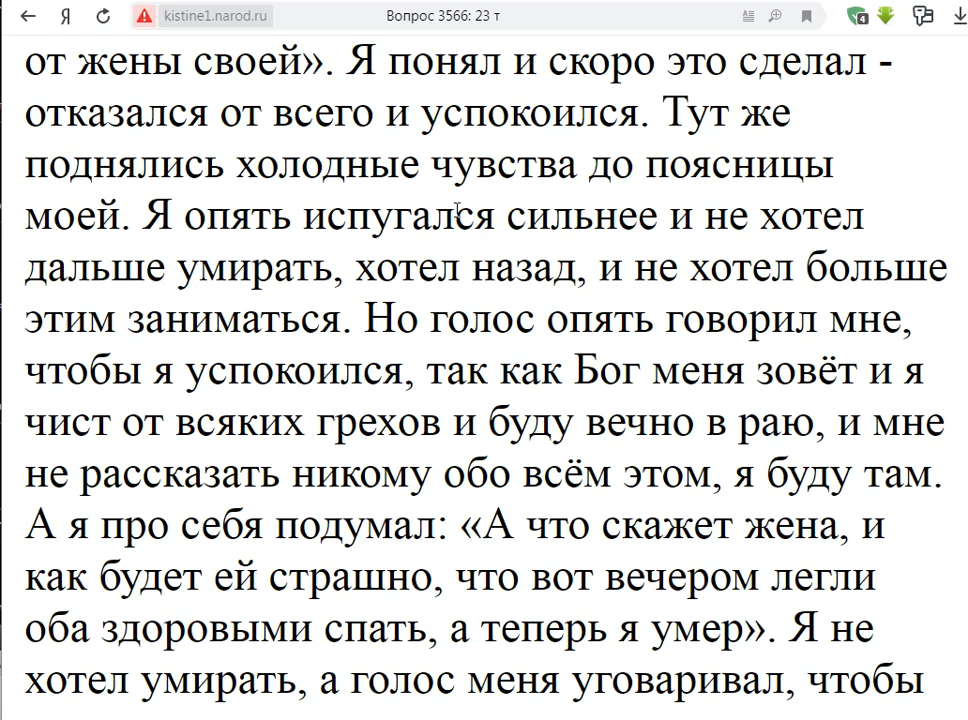 kistine1.narod.ru
Вопрос 3566: 23 т
4
от жены своей». Я понял и скоро это сделал -
отказался от всего и успокоился. Тут же
поднялись холодные чувства до поясницы
моей. Я опять испугался сильнее и не хотел
дальше умирать, хотел назад, и не хотел больше
этим заниматься. Но голос опять говорил мне,
чтобы я успокоился, так как Бог меня зовёт и я
чист от всяких грехов и буду вечно в раю, и мне
не рассказать никому обо всём этом, я буду там.
А я про себя подумал: «А что скажет жена, и
как будет ей страшно, что вот вечером легли
оба здоровыми спать, а теперь я умер». Я не
хотел умирать, а голос меня уговаривал, чтобы